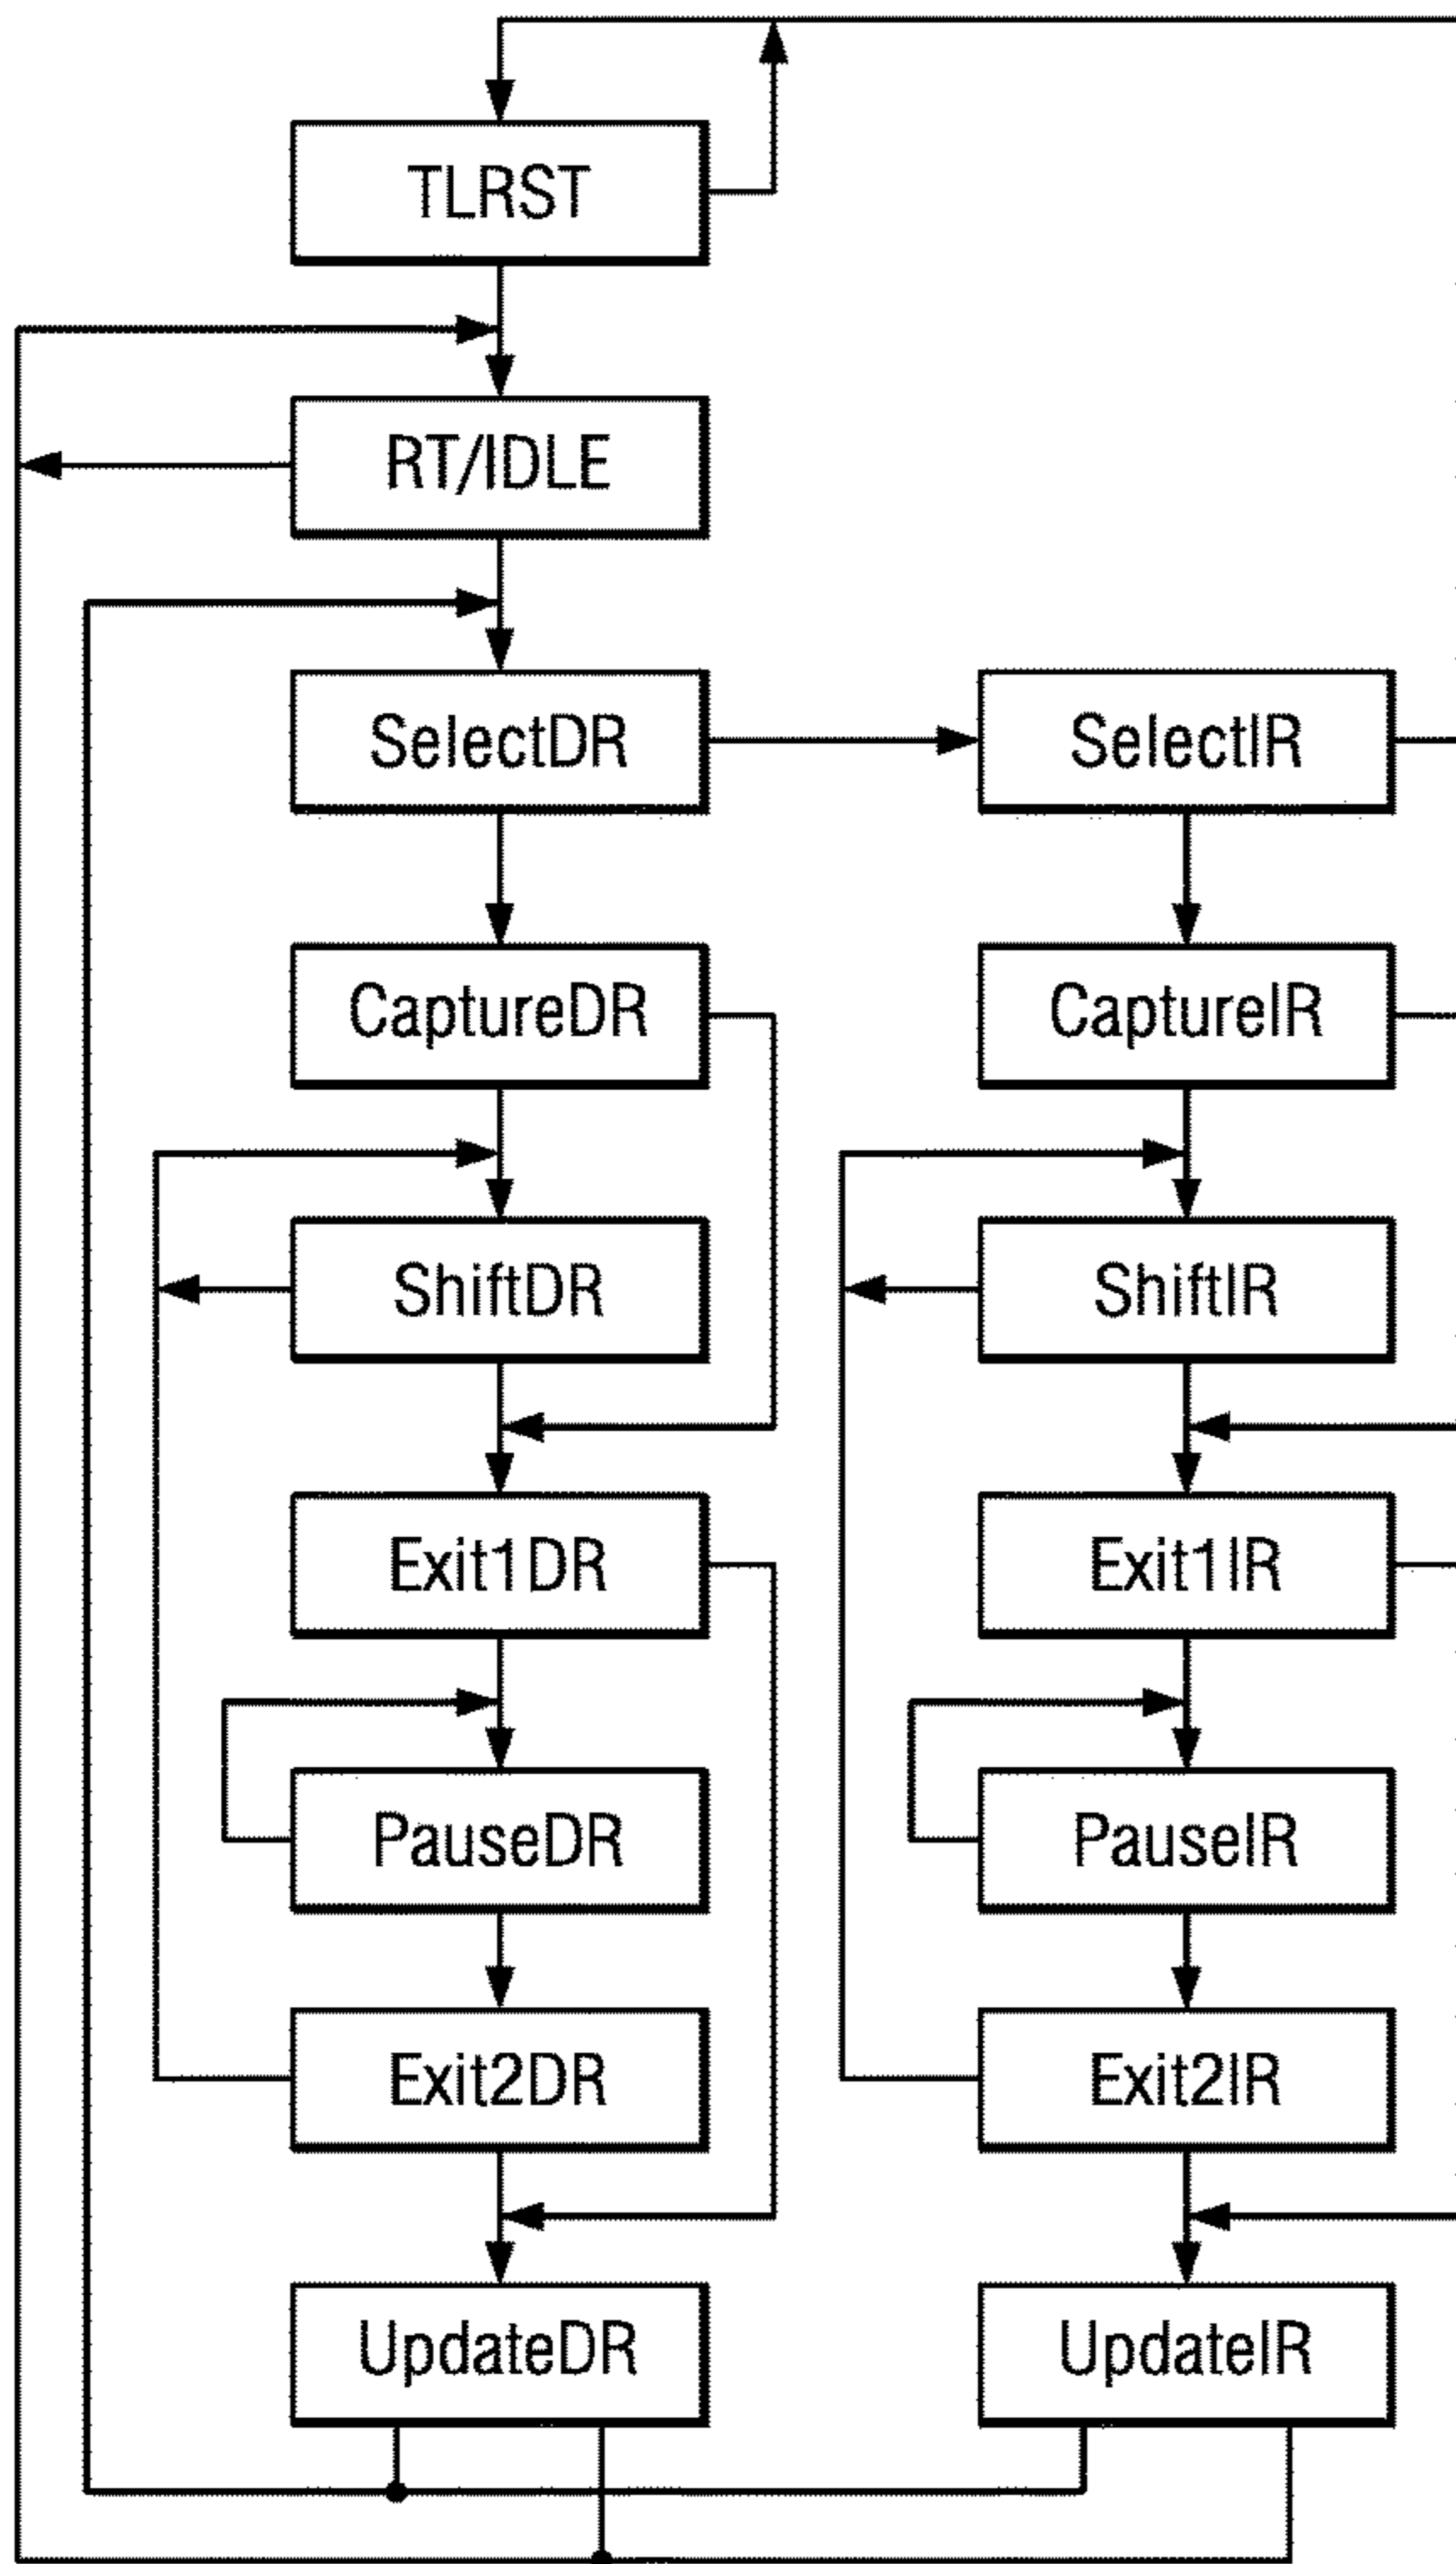 TLRST
RT/IDLE
SelectDR
SelectIR
CaptureDR
CaptureIR
ShiftDR
ShiftIR
Exit1DR
Exit1IR
PauseDR
PauseIR
Exit2DR
Exit2IR
UpdateDR
UpdateIR